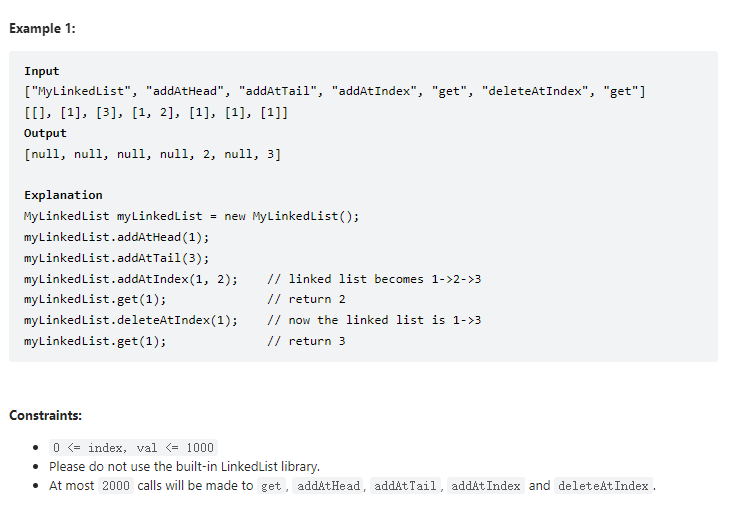 Example 1:
Input
["MyLinkedList", "addAtHead", "addAtTail", "addAtIndex", "get", "deleteAtIndex", "get"]
[[], [1], [3], [1, 2], [1], [1], [1]]
Output
[null, null, null, null, 2, null, 3]
Explanation
MyLinkedList myLinkedList = new MyLinkedList();
myLinkedList.addAtHead(1);
myLinkedList.addAtTail(3);
myLinkedList.addAtIndex(1, 2);    // linked list becomes 1->2->3
myLinkedList.get(1);              // return 2
myLinkedList.deleteAtIndex(1);    // now the linked list is 1->3
myLinkedList.get(1);              // return 3
Constraints:
• 0 <= index, val <= 1000
• Please do not use the built-in LinkedList library.
• At most 2000 calls will be made to get, addAtHead, addAtTail, addAtIndex and deleteAtIndex.